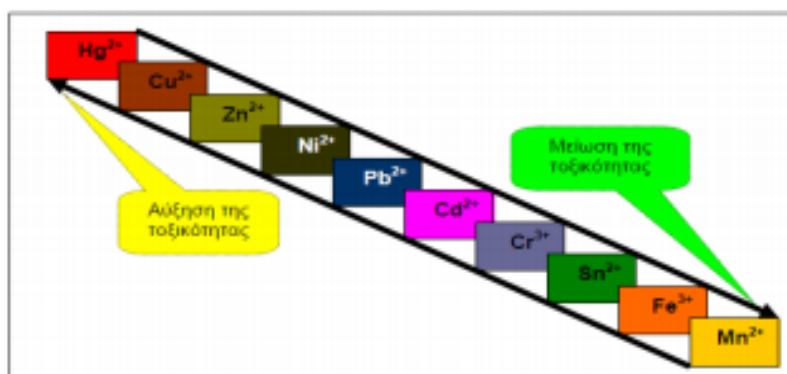 Hg²⁺
Cu²⁺
Zn²⁺
Ni²⁺
Pb²⁺
Cd²⁺
Cr³⁺
Sn²⁺
Fe³⁺
Mn²⁺
Μείωση της
τοξικότητας
Αύξηση της
τοξικότητας